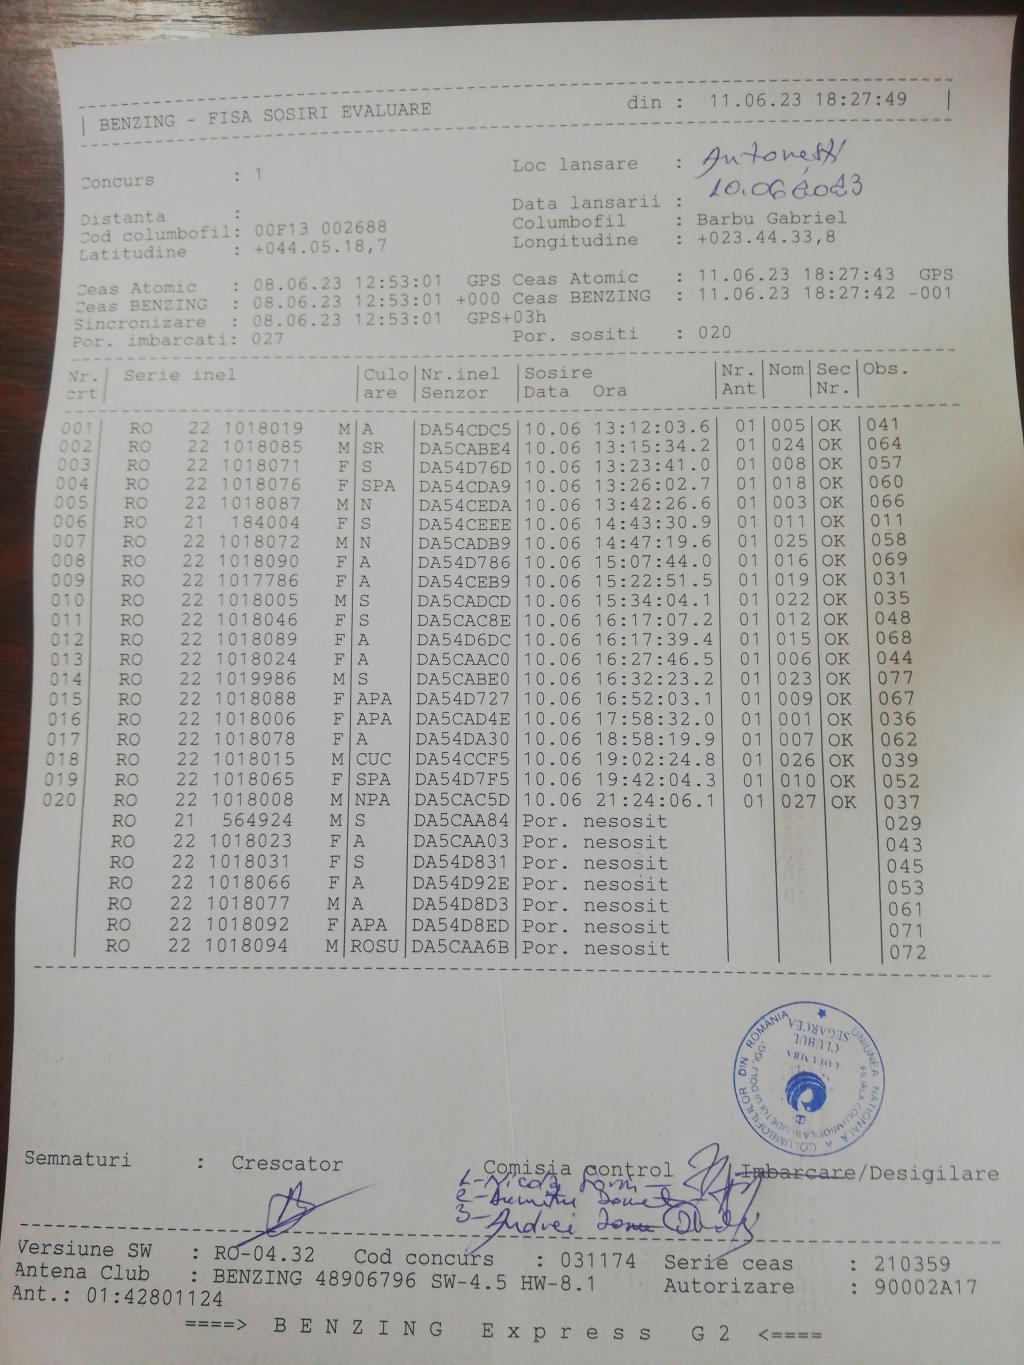 BENZING - FISA SOSIRI EVALUARE din : 11.06.23 18:27:49
Concurs : 1 Loc lansare :
Data lansarii : 10.06 2023
Distanta : Columbofil : Barbu Gabriel
Cod columbofil: 00F13 002688 Longitudine : +023.44.33,8
Latitudine : +044.05.18,7
Ceas Atomic : 08.06.23 12:53:01 GPS Ceas Atomic : 11.06.23 18:27:43 GPS
Ceas BENZING : 08.06.23 12:53:01 +000 Ceas BENZING : 11.06.23 18:27:42 -001
Sincronizare : 08.06.23 12:53:01 GPS+03h
Por. imbarcati: 027 Por. sositi : 020
Nr. Serie inel Culo Nr.inel Sosire Nr. Nom Sec Obs.
crt are Senzor Data Ora Ant Nr.
001 RO 22 1018019 M A DA54CDC5 10.06 13:12:03.6 01 005 OK 041
002 RO 22 1018085 M SR DA5CABE4 10.06 13:15:34.2 01 024 OK 064
003 RO 22 1018071 F S DA54D76D 10.06 13:23:41.0 01 008 OK 057
004 RO 22 1018076 F SPA DA54CDA9 10.06 13:26:02.7 01 018 OK 060
005 RO 22 1018087 M N DA54CEDA 10.06 13:42:26.6 01 003 OK 066
006 RO 21 184004 F S DA54CEEE 10.06 14:43:30.9 01 011 OK 011
007 RO 22 1018072 M N DA5CADB9 10.06 14:47:19.6 01 025 OK 058
008 RO 22 1018090 F A DA54D786 10.06 15:07:44.0 01 016 OK 069
009 RO 22 1017786 F A DA54CEB9 10.06 15:22:51.5 01 019 OK 031
010 RO 22 1018005 M S DA5CADCD 10.06 15:34:04.1 01 022 OK 035
011 RO 22 1018046 F S DA5CAC8E 10.06 16:17:07.2 01 012 OK 048
012 RO 22 1018089 F A DA54D6DC 10.06 16:17:39.4 01 015 OK 068
013 RO 22 1018024 F A DA5CAAC0 10.06 16:27:46.5 01 006 OK 044
014 RO 22 1019986 M S DA5CABE0 10.06 16:32:23.2 01 023 OK 077
015 RO 22 1018088 F APA DA54D727 10.06 16:52:03.1 01 009 OK 067
016 RO 22 1018006 F APA DA5CAD4E 10.06 17:58:32.0 01 001 OK 036
017 RO 22 1018078 F A DA54DA30 10.06 18:58:19.9 01 007 OK 062
018 RO 22 1018015 M CUC DA54CCF5 10.06 19:02:24.8 01 026 OK 039
019 RO 22 1018065 F SPA DA54D7F5 10.06 19:42:04.3 01 010 OK 052
020 RO 22 1018008 M NPA DA5CAC5D 10.06 21:24:06.1 01 027 OK 037
RO 21 564924 M S DA5CAA84 Por. nesosit 029
RO 22 1018023 F A DA5CAA03 Por. nesosit 043
RO 22 1018031 F S DA54D831 Por. nesosit 045
RO 22 1018066 F A DA54D92E Por. nesosit 053
RO 22 1018077 M A DA54D8D3 Por. nesosit 061
RO 22 1018092 F APA DA54D8ED Por. nesosit 071
RO 22 1018094 M ROSU DA5CAA6B Por. nesosit 072
UNIUNEA NATIONALA A COLUMBOFILILOR DIN ROMÂNIA
COLUMBA
CLUBUL
SEGARCEA
Semnaturi : Crescator Comisia control Imbarcare/Desigilare
3-Andrei
Versiune SW : RO-04.32 Cod concurs : 031174 Serie ceas : 210359
Antena Club : BENZING 48906796 SW-4.5 HW-8.1 Autorizare : 90002A17
Ant.: 01:42801124
====> BENZING Express G2 <====